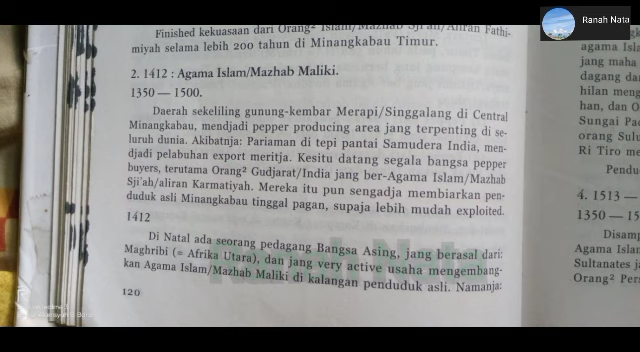 Finished kekuasaan dari Orang² Islam/Mazhab Sji'ah/Aliran Fathi-
miyah selama lebih 200 tahun di Minangkabau Timur.
2. 1412 : Agama Islam/Mazhab Maliki.
1350 — 1500.
Daerah sekeliling gunung-kembar Merapi/Singgalang di Central
Minangkabau, mendjadi pepper producing area jang terpenting di se-
luruh dunia. Akibatnja: Pariaman di tepi pantai Samudera India, men-
djadi pelabuhan export meritja. Kesitu datang segala bangsa pepper
buyers, terutama Orang² Gudjarat/India jang ber-Agama Islam/Mazhab
Sji'ah/aliran Karmatiyah. Mereka itu pun sengadja membiarkan pen-
duduk asli Minangkabau tinggal pagan, supaja lebih mudah exploited.
1412
Di Natal ada seorang pedagang Bangsa Asing, jang berasal dari:
Maghribi (= Afrika Utara), dan jang very active usaha mengembang-
kan Agama Islam/Mazhab Maliki di kalangan penduduk asli. Namanja:
120
Ranah Nata
agama Isla
jang maha
dagang da
hilan meng
han, dan O
Sungai Pa
orang Sulu
Ri Tiro me
Pendu
4. 1513 —
1350 — 15
Disamp
Agama Islam
Sultanates ja
Orang² Pers
Ranah Nata